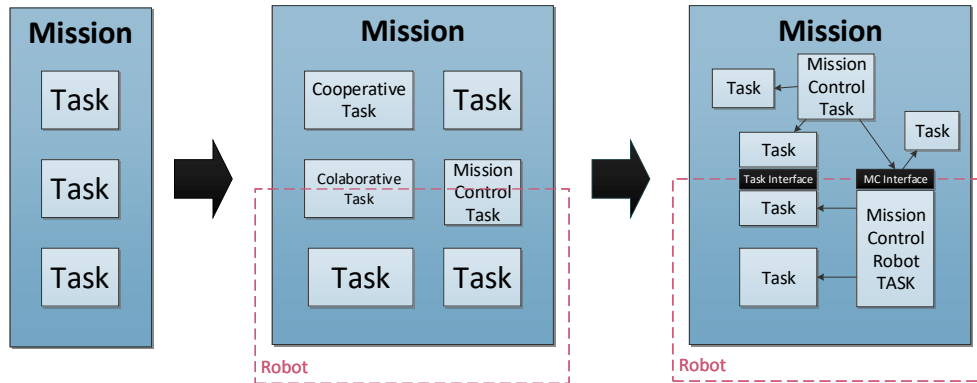 Mission
Task
Task
Task
Mission
Cooperative
Task
Task
Colaborative
Task
Mission
Control
Task
Task
Task
Robot
Mission
Mission
Control
Task
Task
Task
Task
Task Interface
MC Interface
Task
Mission
Control
Robot
TASK
Task
Robot